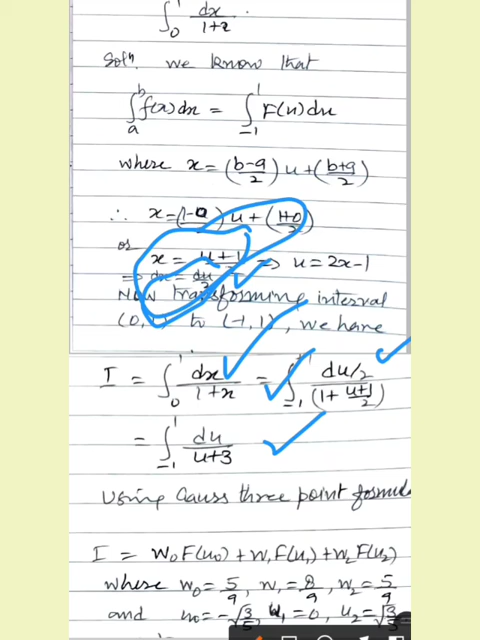 ∫₀¹ dx/(1+x)
Solⁿ. we know that
∫ₐᵇ f(x)dx = ∫₋₁¹ F(u)du
where x = ((b-a)/2) u + ((b+a)/2)
∴ x = (1-0) u + ((1+0)/2)
or
x = (u+1)/2 ⇒ u = 2x-1
⇒ dx = du/2
Now transforming interval
(0, 1) to (-1, 1), we have
I = ∫₀¹ dx/(1+x) = ∫₋₁⁺¹ (du/2)/(1 + (u+1)/2)
= ∫₋₁¹ du/(u+3)
Using Gauss three point formula
I = w₀F(u₀) + w₁F(u₁) + w₂F(u₂)
where w₀ = 5/9, w₁ = 8/9, w₂ = 5/9
and u₀ = -√(3/5), u₁ = 0, u₂ = √(3/5)